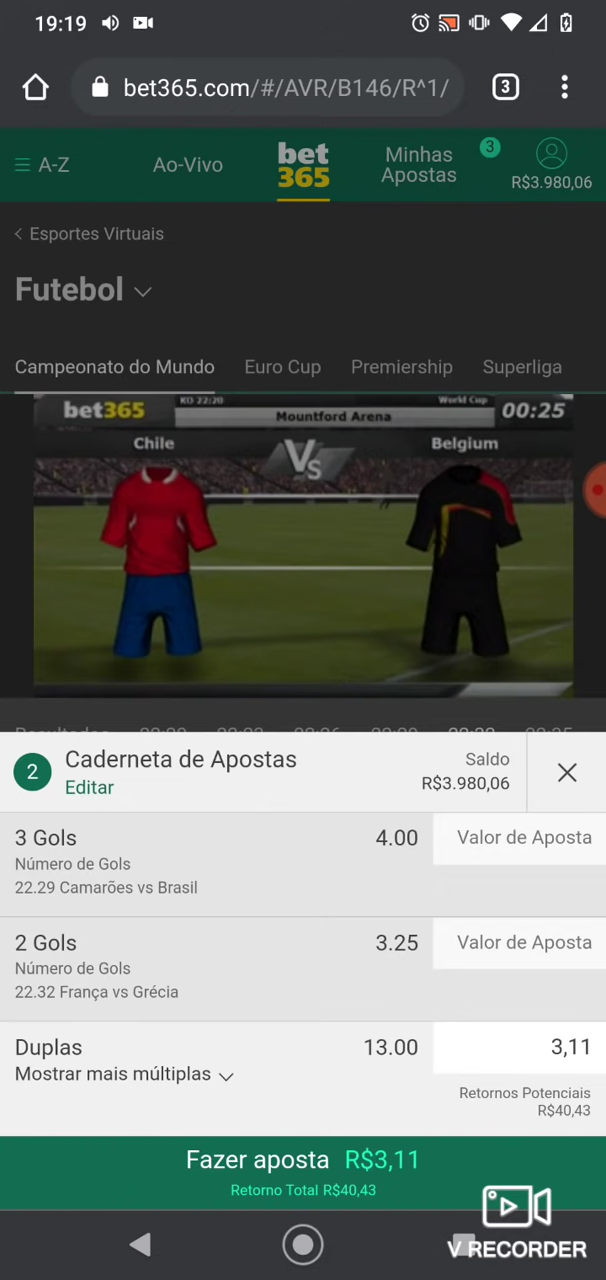 19:19
bet365.com/#/AVR/B146/R^1/
3
A-Z
Ao-Vivo
bet
365
Minhas
Apostas
3
R$3.980,06
Esportes Virtuais
Futebol
Campeonato do Mundo
Euro Cup
Premiership
Superliga
bet365
KO 22:20
World Cup
00:25
Mountford Arena
Chile
Vs
Belgium
2
Caderneta de Apostas
Editar
Saldo
R$3.980,06
3 Gols
4.00
Valor de Aposta
Número de Gols
22.29 Camarões vs Brasil
2 Gols
3.25
Valor de Aposta
Número de Gols
22.32 França vs Grécia
Duplas
13.00
3,11
Mostrar mais múltiplas
Retornos Potenciais
R$40,43
Fazer aposta R$3,11
Retorno Total R$40,43
V RECORDER